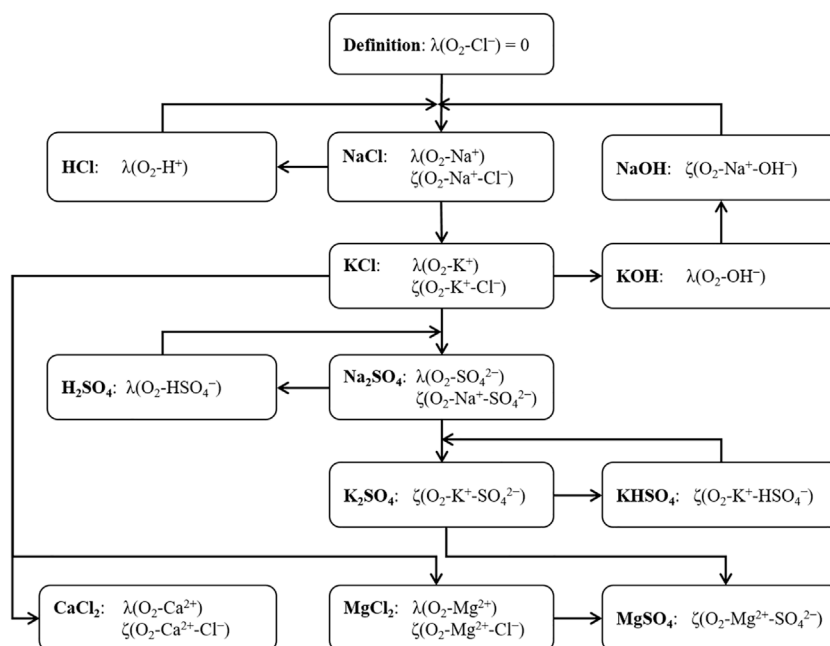 Definition: λ(O₂-Cl⁻) = 0
HCl: λ(O₂-H⁺)
NaCl: λ(O₂-Na⁺)
ζ(O₂-Na⁺-Cl⁻)
NaOH: ζ(O₂-Na⁺-OH⁻)
KCl: λ(O₂-K⁺)
ζ(O₂-K⁺-Cl⁻)
KOH: λ(O₂-OH⁻)
H₂SO₄: λ(O₂-HSO₄⁻)
Na₂SO₄: λ(O₂-SO₄²⁻)
ζ(O₂-Na⁺-SO₄²⁻)
K₂SO₄: ζ(O₂-K⁺-SO₄²⁻)
KHSO₄: ζ(O₂-K⁺-HSO₄⁻)
CaCl₂: λ(O₂-Ca²⁺)
ζ(O₂-Ca²⁺-Cl⁻)
MgCl₂: λ(O₂-Mg²⁺)
ζ(O₂-Mg²⁺-Cl⁻)
MgSO₄: ζ(O₂-Mg²⁺-SO₄²⁻)